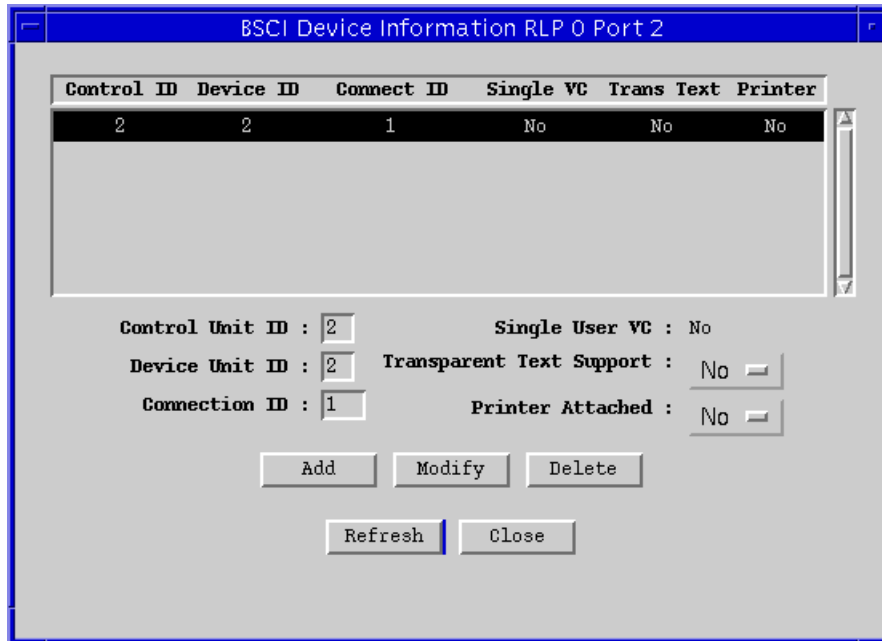 BSCI Device Information RLP 0 Port 2
Control ID Device ID Connect ID Single VC Trans Text Printer
2 2 1 No No No
Control Unit ID : 2 Single User VC : No
Device Unit ID : 2 Transparent Text Support : No
Connection ID : 1 Printer Attached : No
Add Modify Delete
Refresh Close